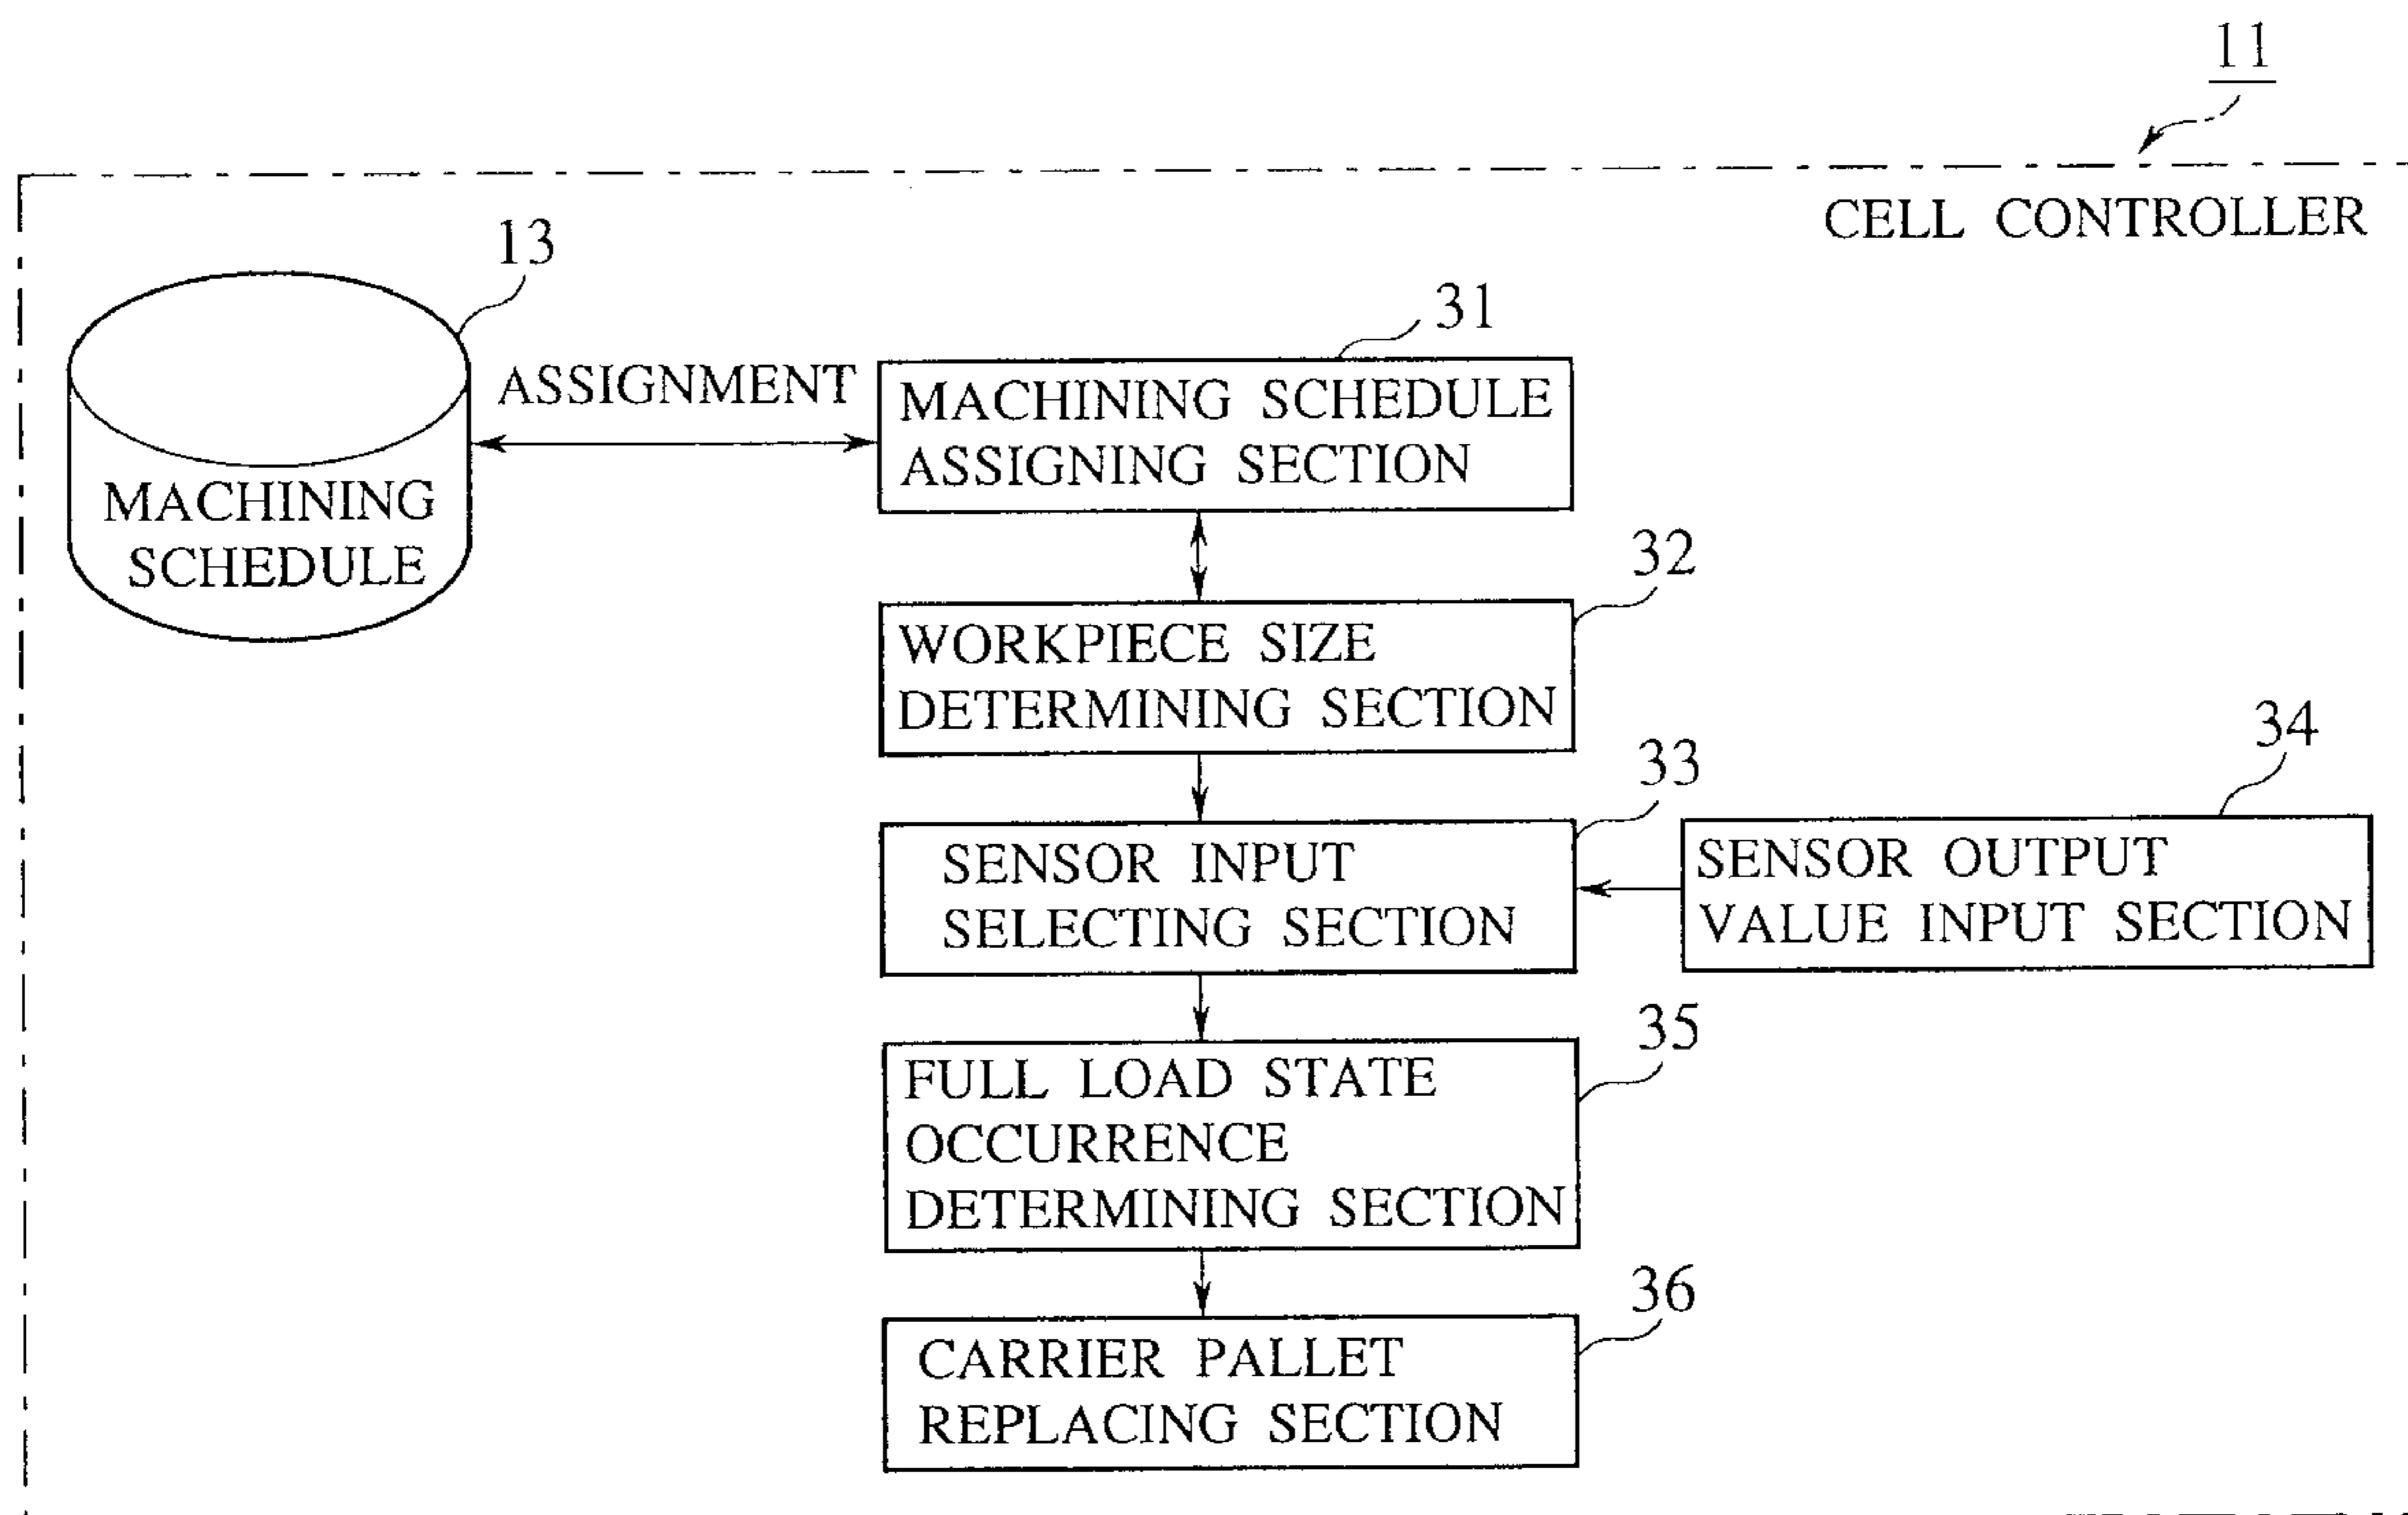 11
CELL CONTROLLER
13
MACHINING
SCHEDULE
ASSIGNMENT
31
MACHINING SCHEDULE
ASSIGNING SECTION
32
WORKPIECE SIZE
DETERMINING SECTION
33
SENSOR INPUT
SELECTING SECTION
34
SENSOR OUTPUT
VALUE INPUT SECTION
35
FULL LOAD STATE
OCCURRENCE
DETERMINING SECTION
36
CARRIER PALLET
REPLACING SECTION